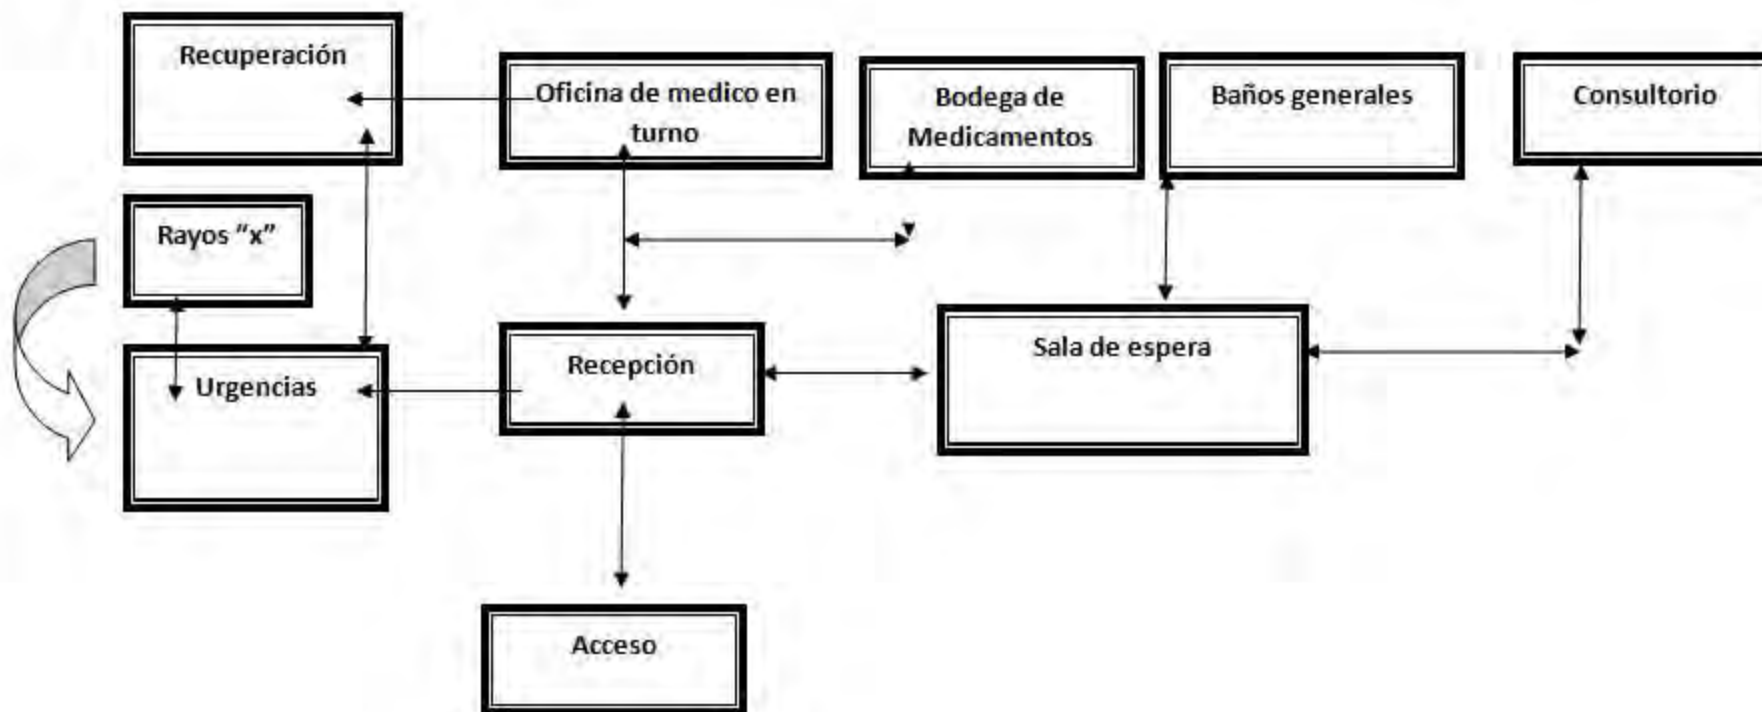 Recuperación
Oficina de medico en
turno
Bodega de
Medicamentos
Baños generales
Consultorio
Rayos “x”
Urgencias
Recepción
Sala de espera
Acceso